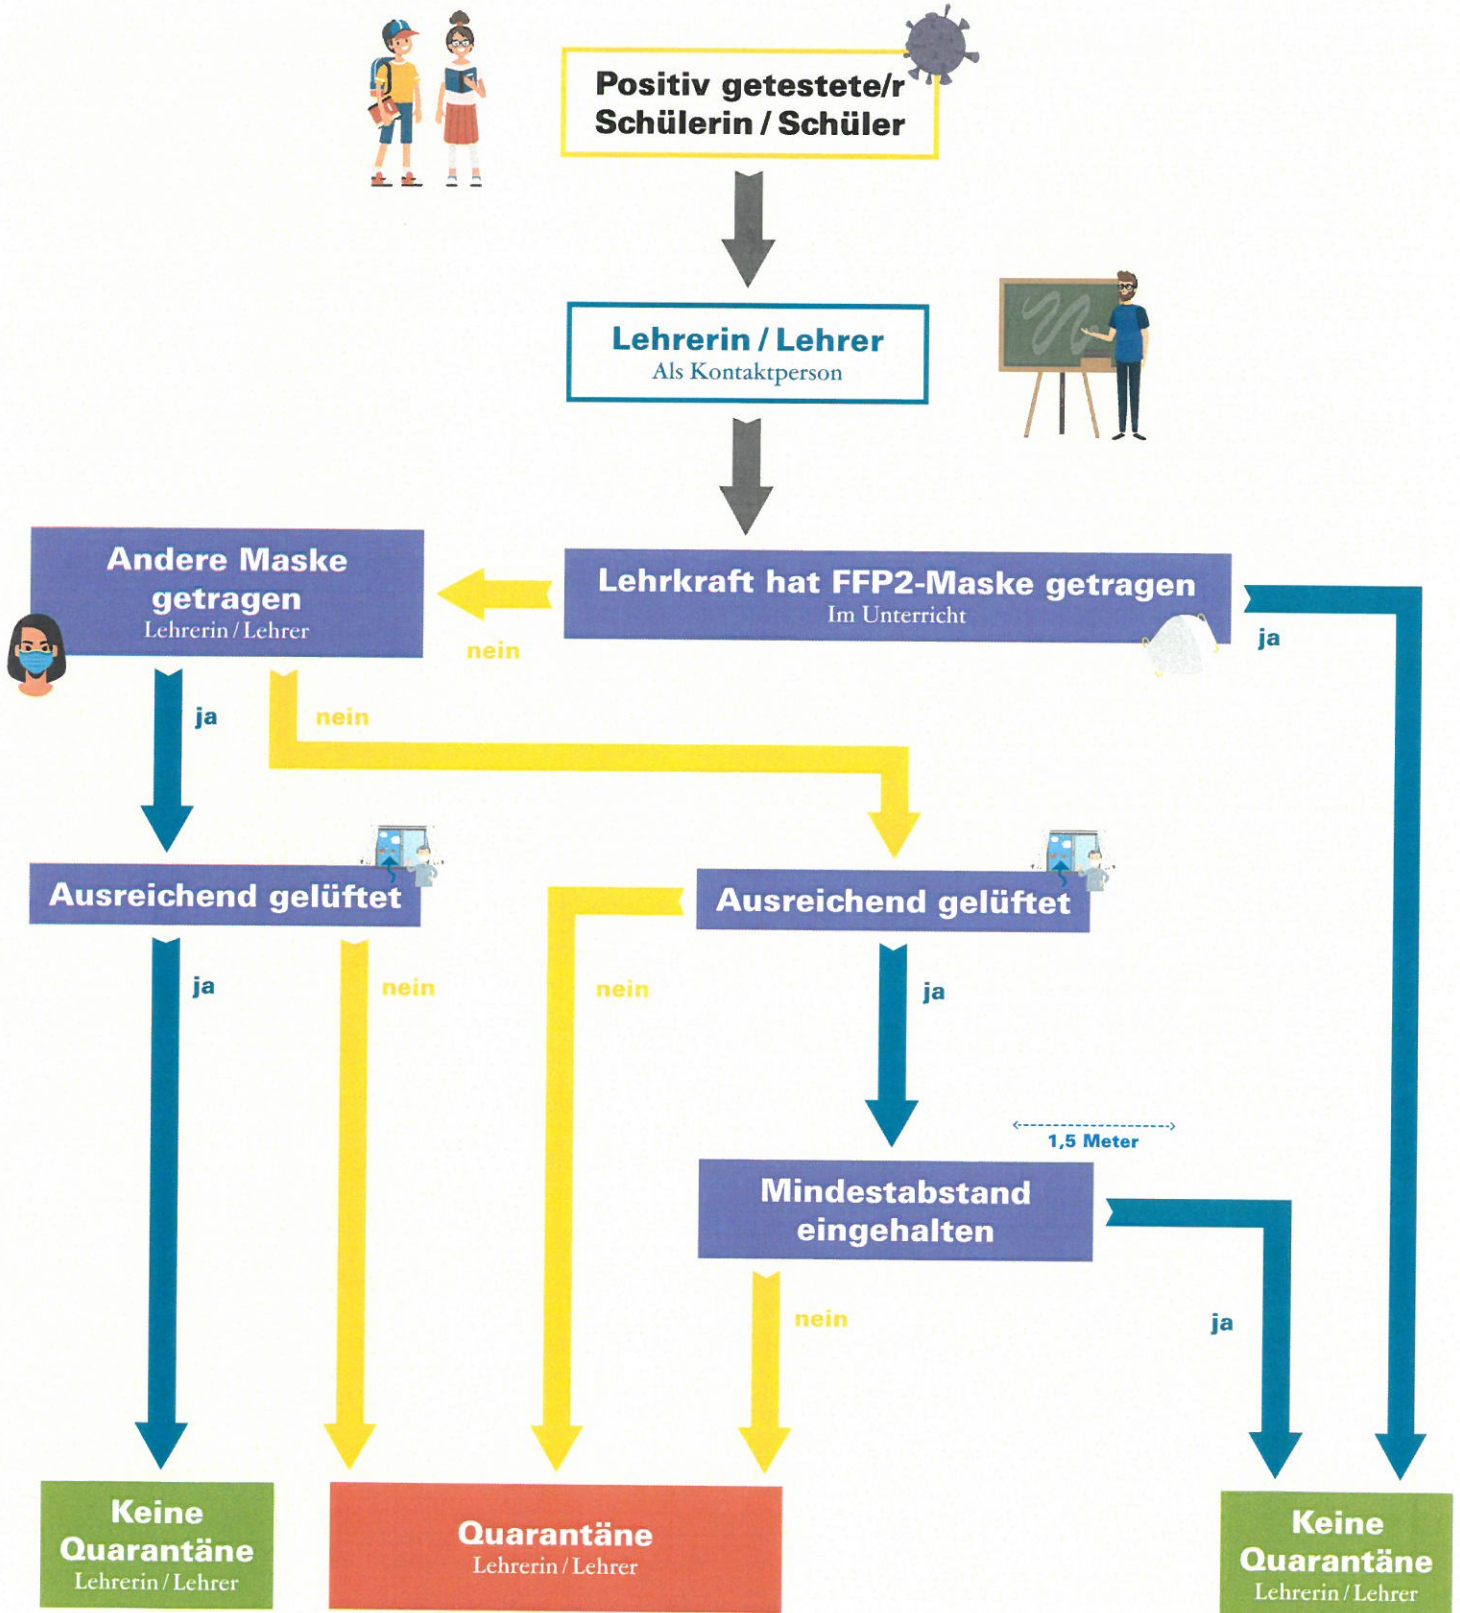 Positiv getestete/r
Schülerin / Schüler
Lehrerin / Lehrer
Als Kontaktperson
Andere Maske
getragen
Lehrerin / Lehrer
Lehrkraft hat FFP2-Maske getragen
Im Unterricht
nein
ja
ja
nein
Ausreichend gelüftet
Ausreichend gelüftet
ja
nein
nein
ja
1,5 Meter
Mindestabstand
eingehalten
nein
ja
Keine
Quarantäne
Lehrerin / Lehrer
Quarantäne
Lehrerin / Lehrer
Keine
Quarantäne
Lehrerin / Lehrer